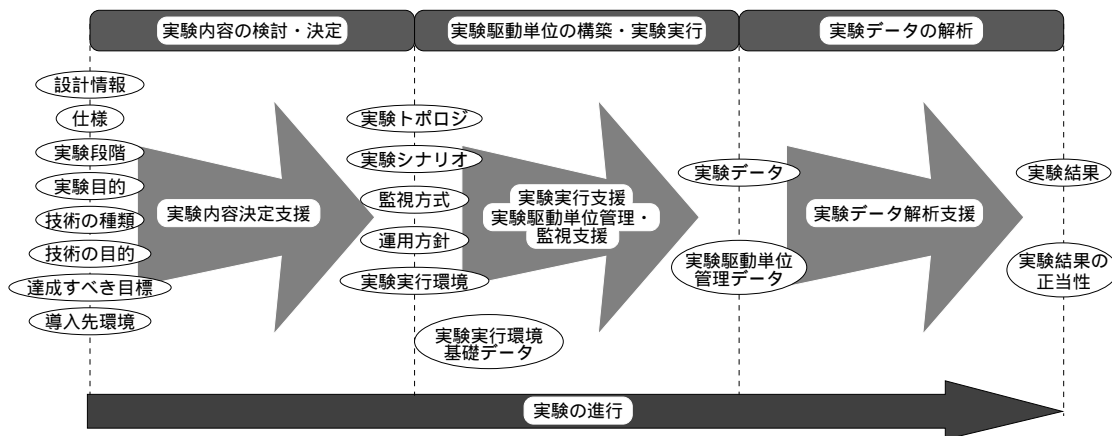 実験内容の検討・決定
実験駆動単位の構築・実験実行
実験データの解析
設計情報
仕様
実験段階
実験目的
技術の種類
技術の目的
達成すべき目標
導入先環境
実験内容決定支援
実験トポロジ
実験シナリオ
監視方式
運用方針
実験実行環境
実験実行環境
基礎データ
実験実行支援
実験駆動単位管理・
監視支援
実験データ
実験駆動単位
管理データ
実験データ解析支援
実験結果
実験結果の
正当性
実験の進行